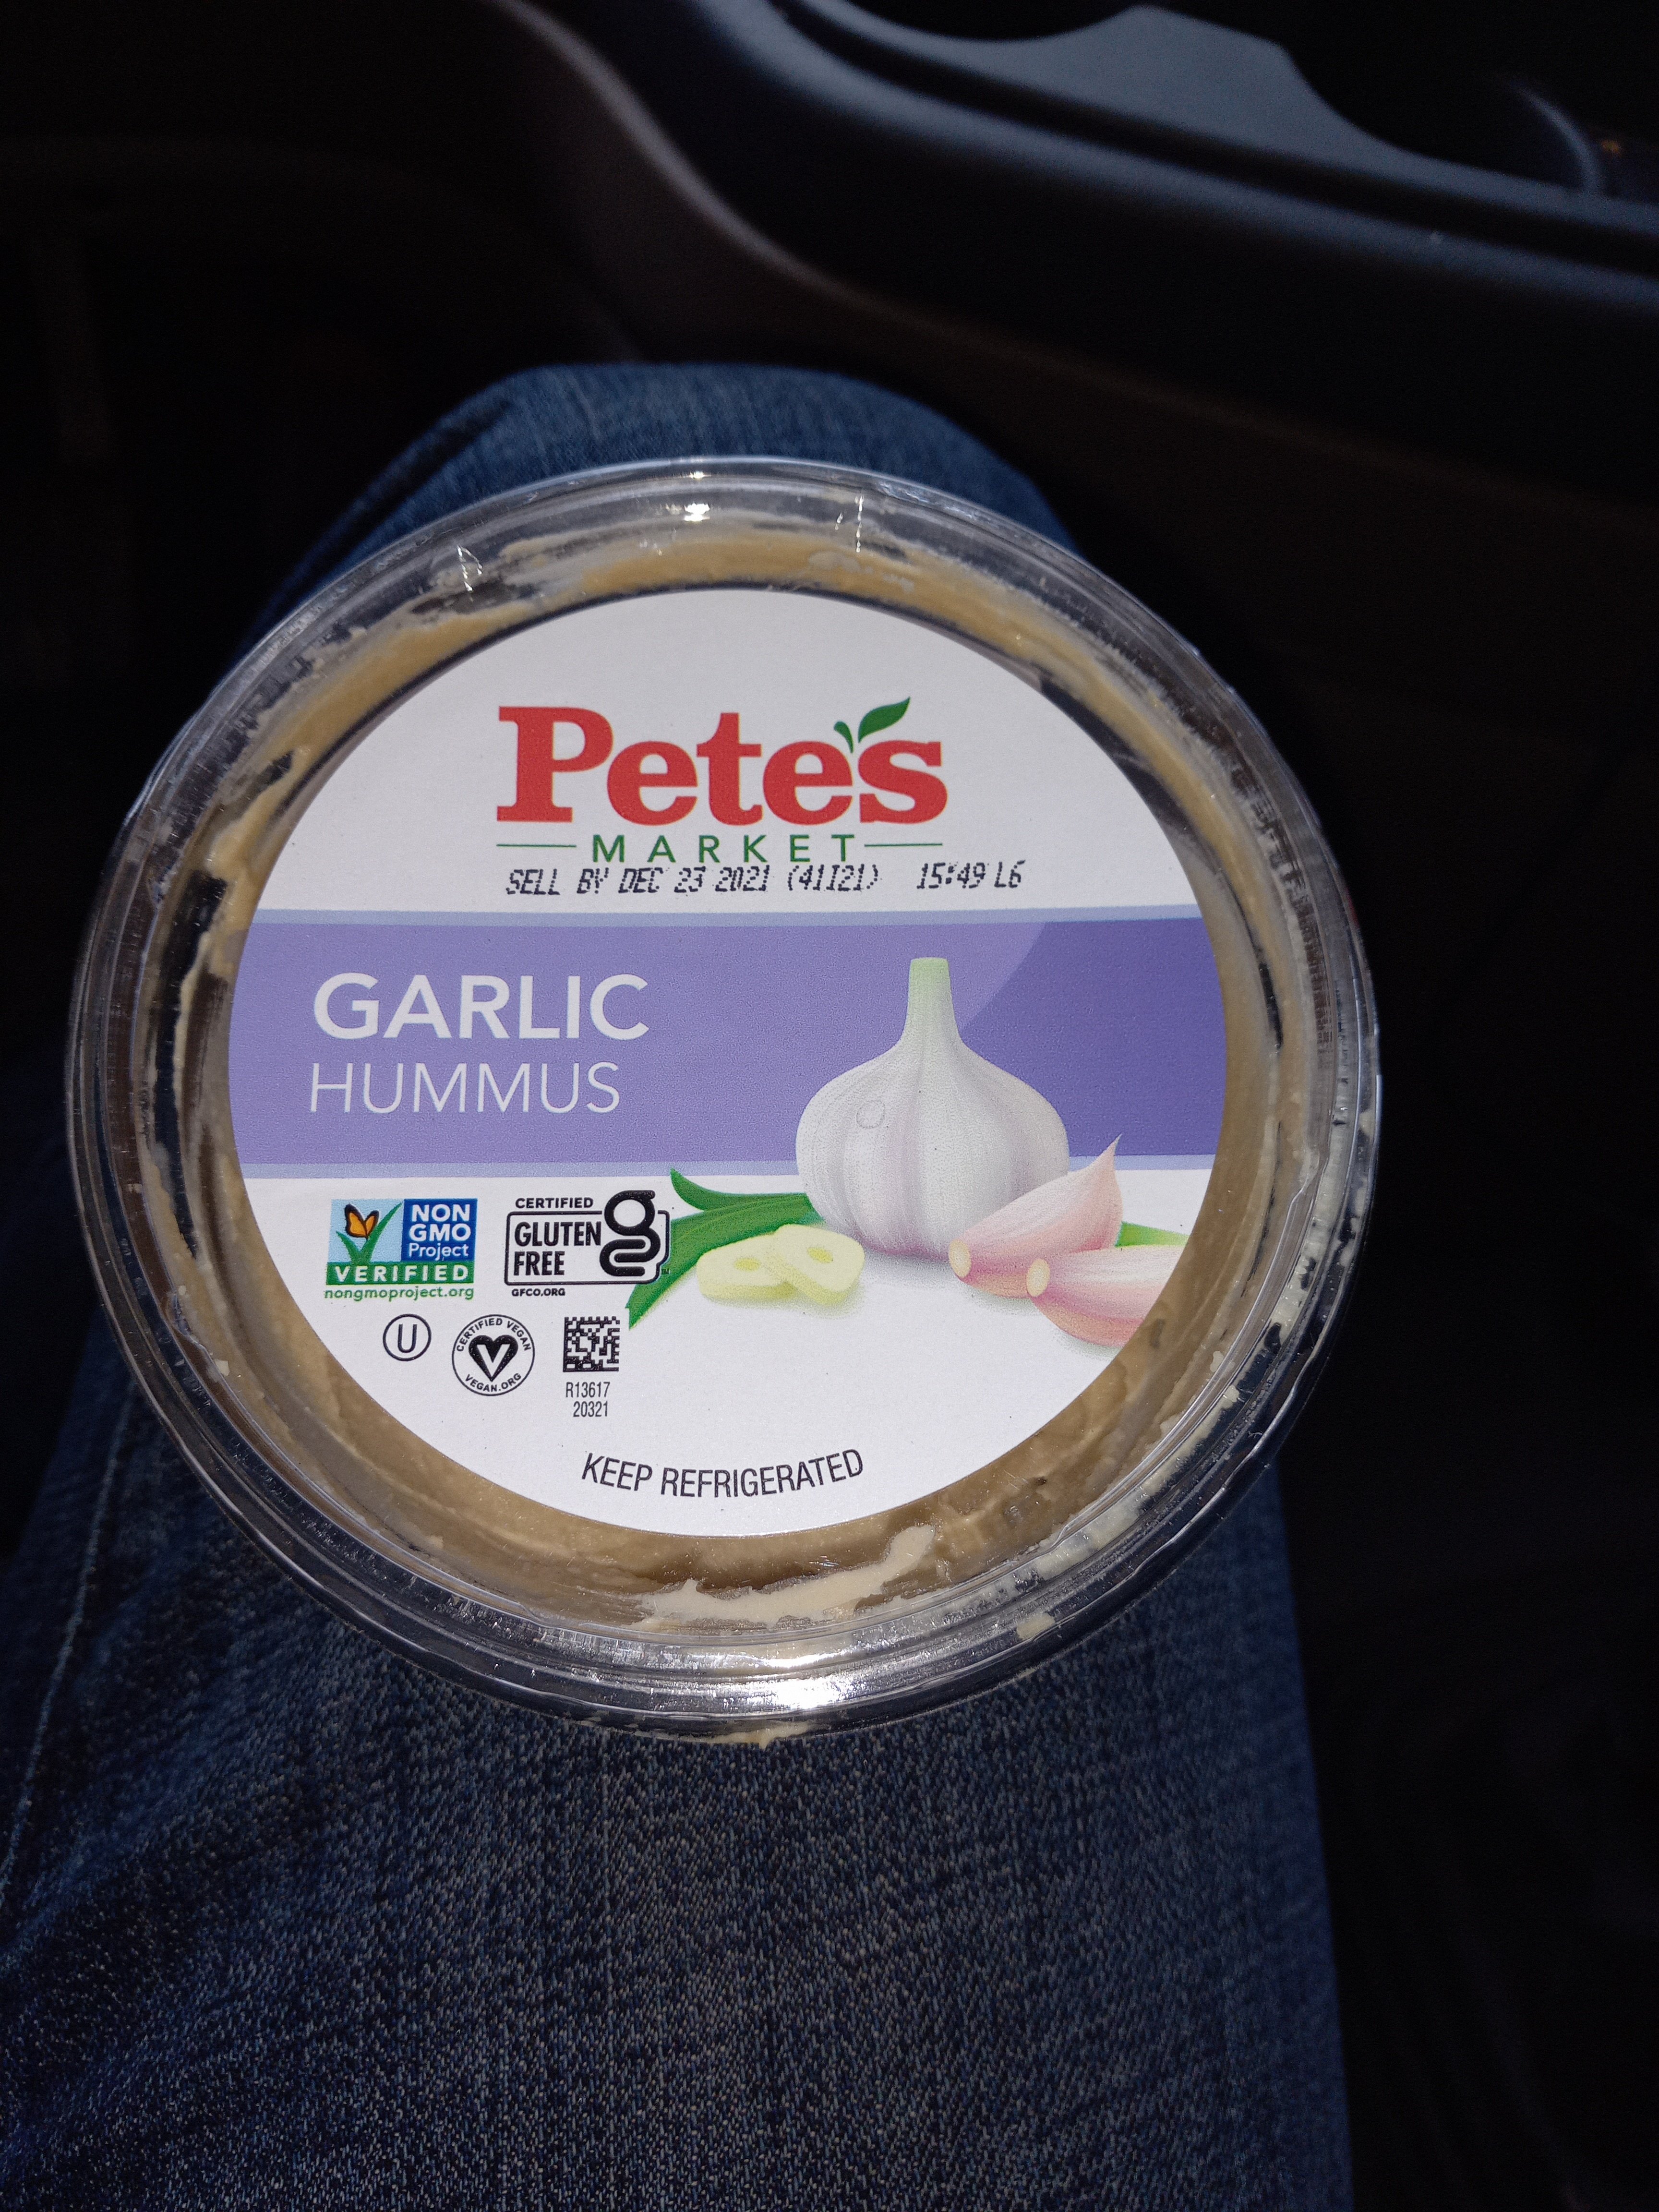 Pete's
MARKET
SELL BY DEC 23 2021 (41I21) 15:49 L6
GARLIC
HUMMUS
NON
GMO
Project
VERIFIED
nongmoproject.org
CERTIFIED
GLUTEN
FREE
GFCO.ORG
U
CERTIFIED VEGAN
V
VEGAN.ORG
R13617
20321
KEEP REFRIGERATED